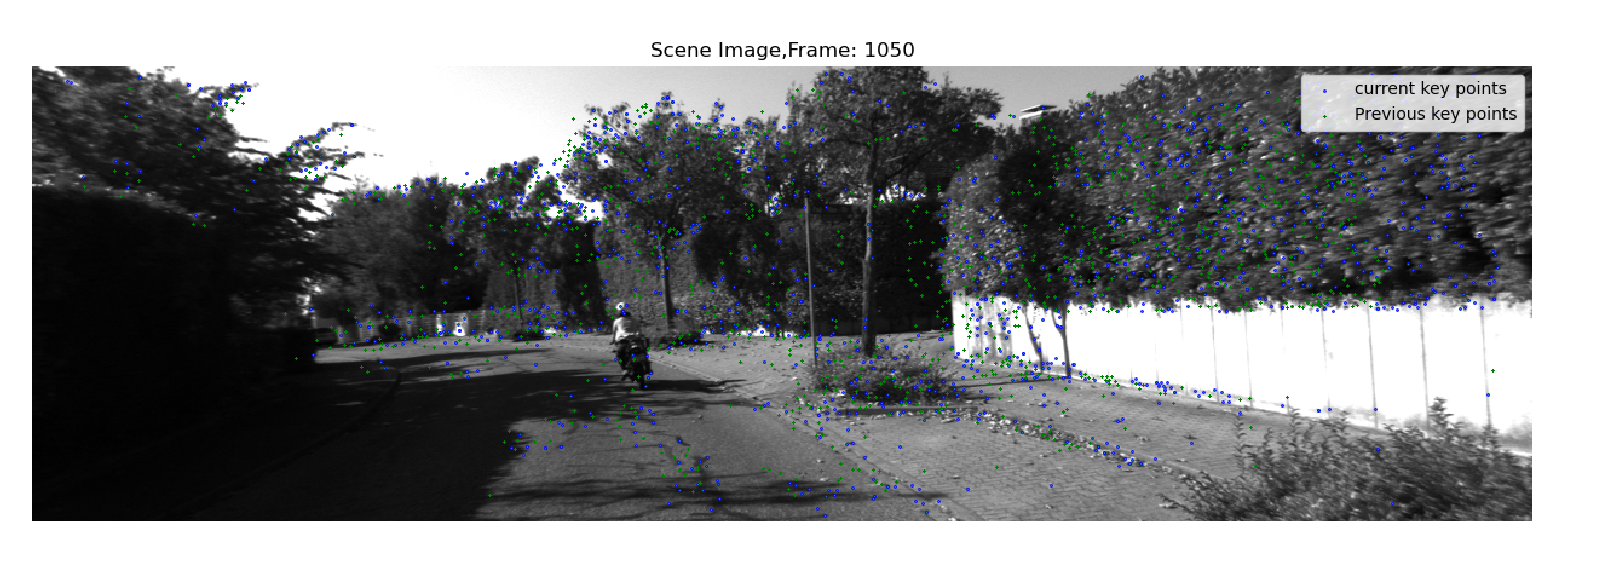 Scene Image,Frame: 1050
current key points
Previous key points